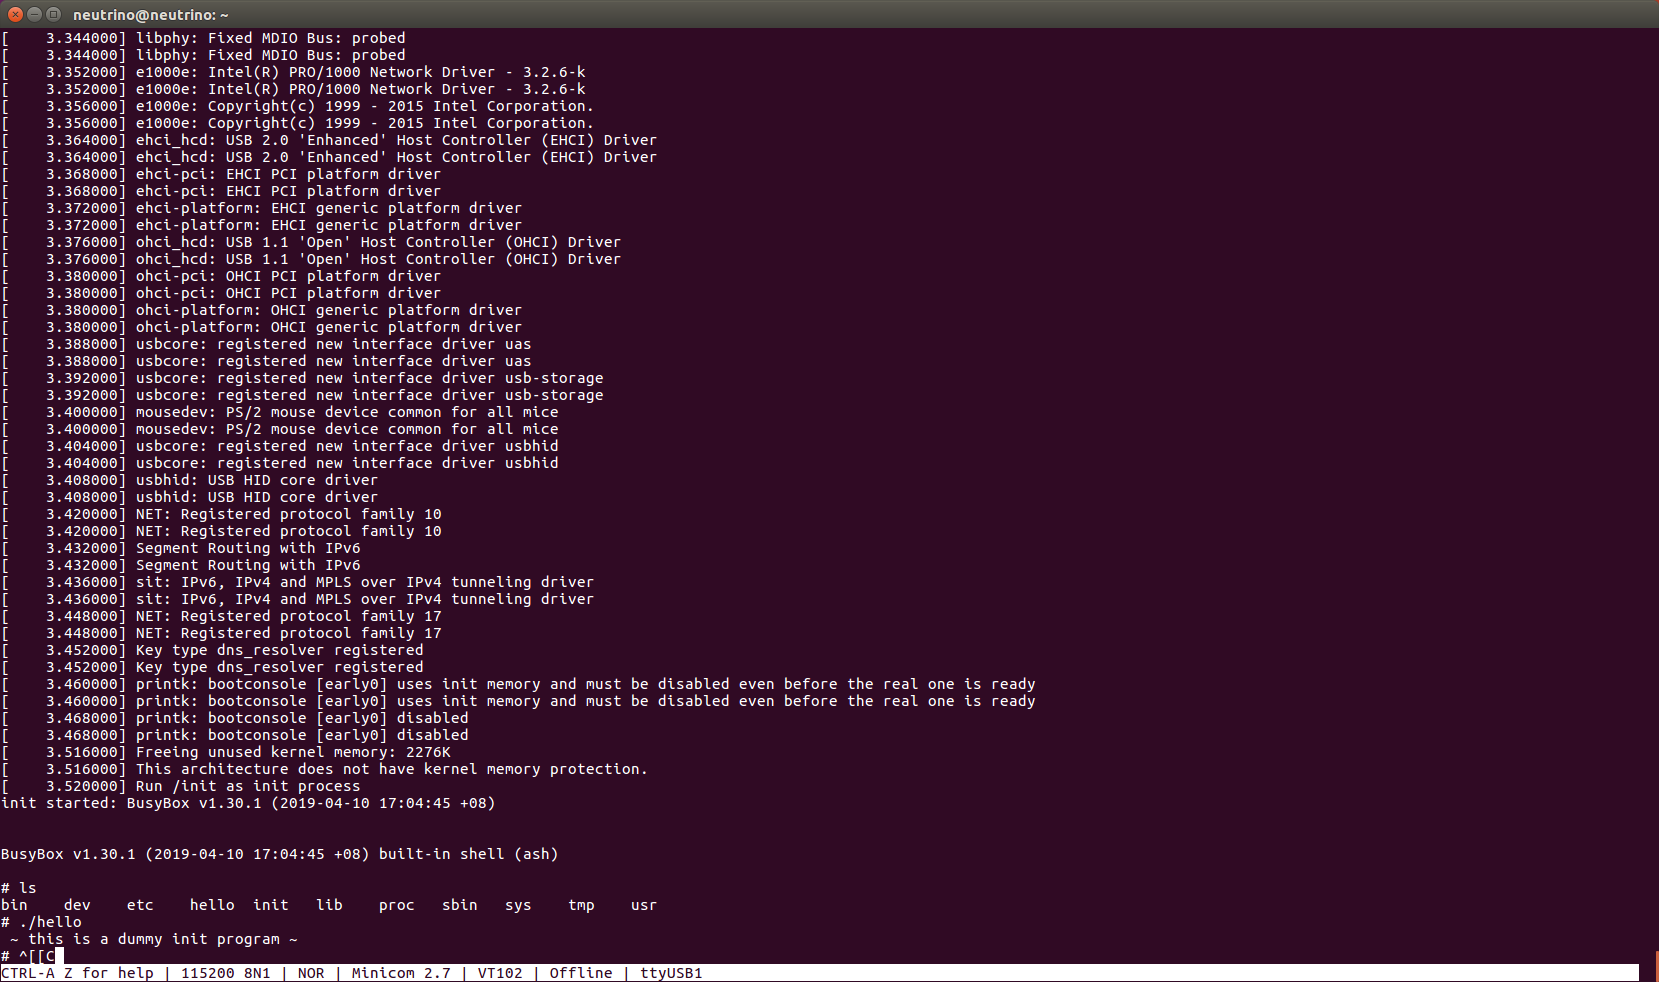 neutrino@neutrino: ~
[    3.344000] libphy: Fixed MDIO Bus: probed
[    3.344000] libphy: Fixed MDIO Bus: probed
[    3.352000] e1000e: Intel(R) PRO/1000 Network Driver - 3.2.6-k
[    3.352000] e1000e: Intel(R) PRO/1000 Network Driver - 3.2.6-k
[    3.356000] e1000e: Copyright(c) 1999 - 2015 Intel Corporation.
[    3.356000] e1000e: Copyright(c) 1999 - 2015 Intel Corporation.
[    3.364000] ehci_hcd: USB 2.0 'Enhanced' Host Controller (EHCI) Driver
[    3.364000] ehci_hcd: USB 2.0 'Enhanced' Host Controller (EHCI) Driver
[    3.368000] ehci-pci: EHCI PCI platform driver
[    3.368000] ehci-pci: EHCI PCI platform driver
[    3.372000] ehci-platform: EHCI generic platform driver
[    3.372000] ehci-platform: EHCI generic platform driver
[    3.376000] ohci_hcd: USB 1.1 'Open' Host Controller (OHCI) Driver
[    3.376000] ohci_hcd: USB 1.1 'Open' Host Controller (OHCI) Driver
[    3.380000] ohci-pci: OHCI PCI platform driver
[    3.380000] ohci-pci: OHCI PCI platform driver
[    3.380000] ohci-platform: OHCI generic platform driver
[    3.380000] ohci-platform: OHCI generic platform driver
[    3.388000] usbcore: registered new interface driver uas
[    3.388000] usbcore: registered new interface driver uas
[    3.392000] usbcore: registered new interface driver usb-storage
[    3.392000] usbcore: registered new interface driver usb-storage
[    3.400000] mousedev: PS/2 mouse device common for all mice
[    3.400000] mousedev: PS/2 mouse device common for all mice
[    3.404000] usbcore: registered new interface driver usbhid
[    3.404000] usbcore: registered new interface driver usbhid
[    3.408000] usbhid: USB HID core driver
[    3.408000] usbhid: USB HID core driver
[    3.420000] NET: Registered protocol family 10
[    3.420000] NET: Registered protocol family 10
[    3.432000] Segment Routing with IPv6
[    3.432000] Segment Routing with IPv6
[    3.436000] sit: IPv6, IPv4 and MPLS over IPv4 tunneling driver
[    3.436000] sit: IPv6, IPv4 and MPLS over IPv4 tunneling driver
[    3.448000] NET: Registered protocol family 17
[    3.448000] NET: Registered protocol family 17
[    3.452000] Key type dns_resolver registered
[    3.452000] Key type dns_resolver registered
[    3.460000] printk: bootconsole [early0] uses init memory and must be disabled even before the real one is ready
[    3.460000] printk: bootconsole [early0] uses init memory and must be disabled even before the real one is ready
[    3.468000] printk: bootconsole [early0] disabled
[    3.468000] printk: bootconsole [early0] disabled
[    3.516000] Freeing unused kernel memory: 2276K
[    3.516000] This architecture does not have kernel memory protection.
[    3.520000] Run /init as init process
init started: BusyBox v1.30.1 (2019-04-10 17:04:45 +08)
BusyBox v1.30.1 (2019-04-10 17:04:45 +08) built-in shell (ash)
# ls
bin    dev    etc    hello  init   lib    proc   sbin   sys    tmp    usr
# ./hello
 ~ this is a dummy init program ~
# ^[[C
CTRL-A Z for help | 115200 8N1 | NOR | Minicom 2.7 | VT102 | Offline | ttyUSB1